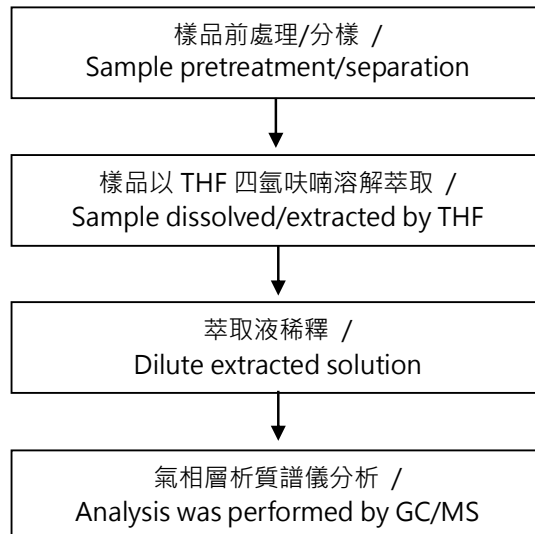 樣品前處理/分樣 /
Sample pretreatment/separation
樣品以 THF 四氫呋喃溶解萃取 /
Sample dissolved/extracted by THF
萃取液稀釋 /
Dilute extracted solution
氣相層析質譜儀分析 /
Analysis was performed by GC/MS